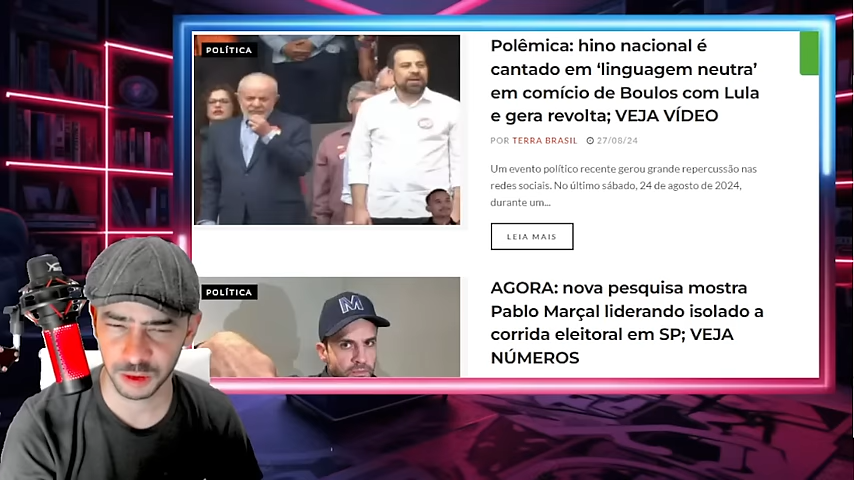 POLÍTICA
Polêmica: hino nacional é
cantado em ‘linguagem neutra’
em comício de Boulos com Lula
e gera revolta; VEJA VÍDEO
POR TERRA BRASIL 27/08/24
Um evento político recente gerou grande repercussão nas
redes sociais. No último sábado, 24 de agosto de 2024,
durante um...
LEIA MAIS
POLÍTICA
M
AGORA: nova pesquisa mostra
Pablo Marçal liderando isolado a
corrida eleitoral em SP; VEJA
NÚMEROS